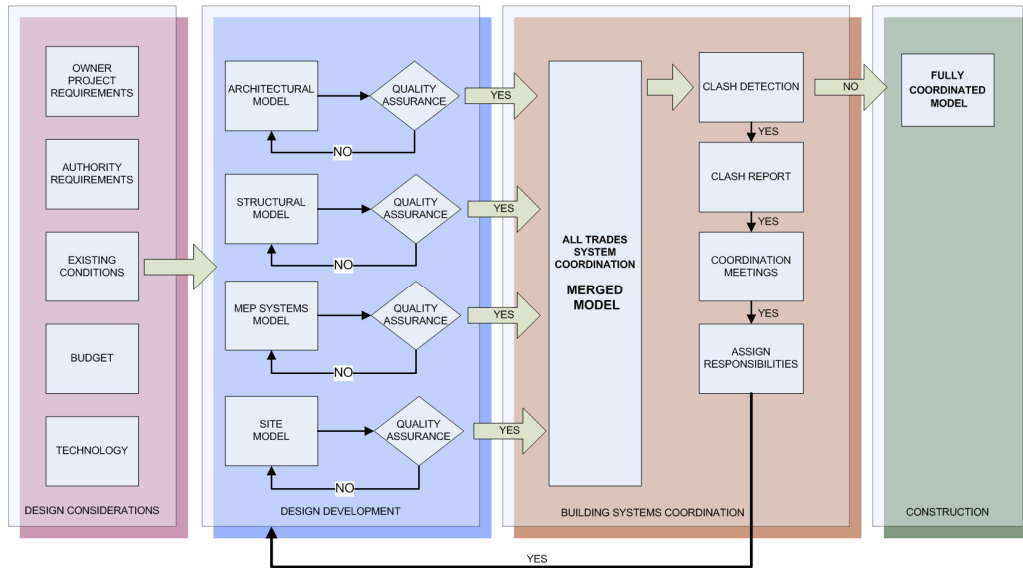 OWNER
PROJECT
REQUIREMENTS
AUTHORITY
REQUIREMENTS
EXISTING
CONDITIONS
BUDGET
TECHNOLOGY
DESIGN CONSIDERATIONS
ARCHITECTURAL
MODEL
QUALITY
ASSURANCE
NO
YES
STRUCTURAL
MODEL
QUALITY
ASSURANCE
NO
YES
MEP SYSTEMS
MODEL
QUALITY
ASSURANCE
NO
YES
SITE
MODEL
QUALITY
ASSURANCE
NO
YES
DESIGN DEVELOPMENT
ALL TRADES
SYSTEM
COORDINATION
MERGED
MODEL
CLASH DETECTION
YES
CLASH REPORT
YES
COORDINATION
MEETINGS
YES
ASSIGN
RESPONSIBILITIES
BUILDING SYSTEMS COORDINATION
NO
FULLY
COORDINATED
MODEL
CONSTRUCTION
YES